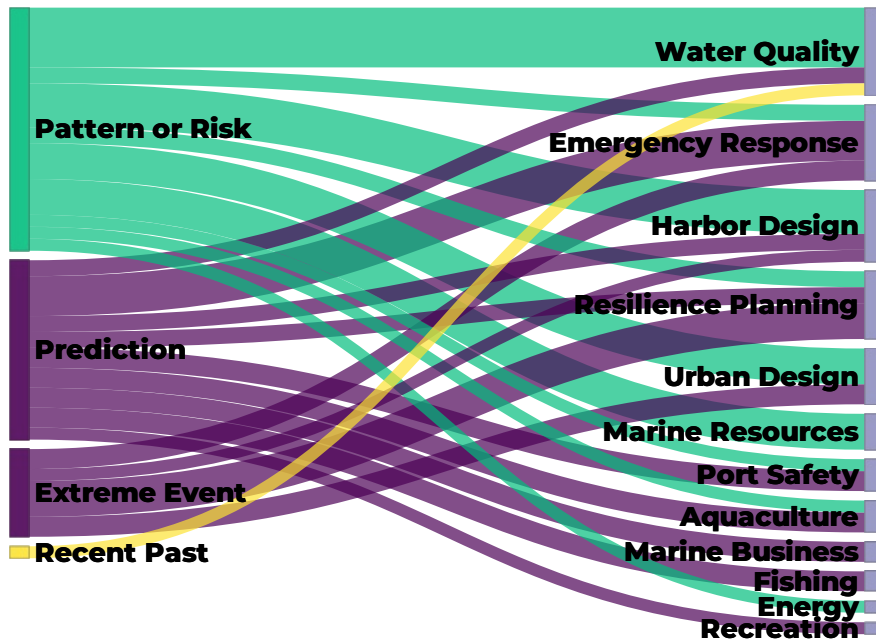 Pattern or Risk
Prediction
Extreme Event
Recent Past
Water Quality
Emergency Response
Harbor Design
Resilience Planning
Urban Design
Marine Resources
Port Safety
Aquaculture
Marine Business
Fishing
Energy
Recreation